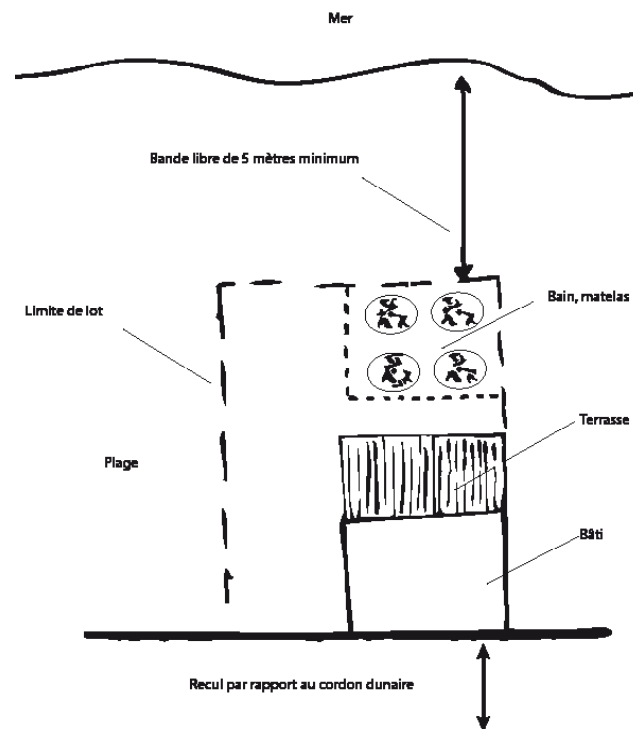 Mer
Bande libre de 5 mètres minimum
Bain, matelas
Limite de lot
Terrasse
Plage
Bâti
Recul par rapport au cordon dunaire